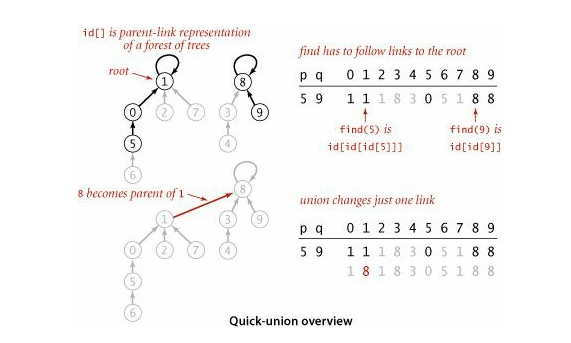 id[] is parent-link representation
of a forest of trees
root
1
8
0
2
7
3
9
5
4
6
find has to follow links to the root
p q 0 1 2 3 4 5 6 7 8 9
5 9 1 1 1 8 3 0 5 1 8 8
find(5) is
id[id[id[5]]]
find(9) is
id[id[9]]
8 becomes parent of 1
8
1
3
9
0
2
7
4
5
6
union changes just one link
p q 0 1 2 3 4 5 6 7 8 9
5 9 1 1 1 8 3 0 5 1 8 8
1 8 1 8 3 0 5 1 8 8
Quick-union overview